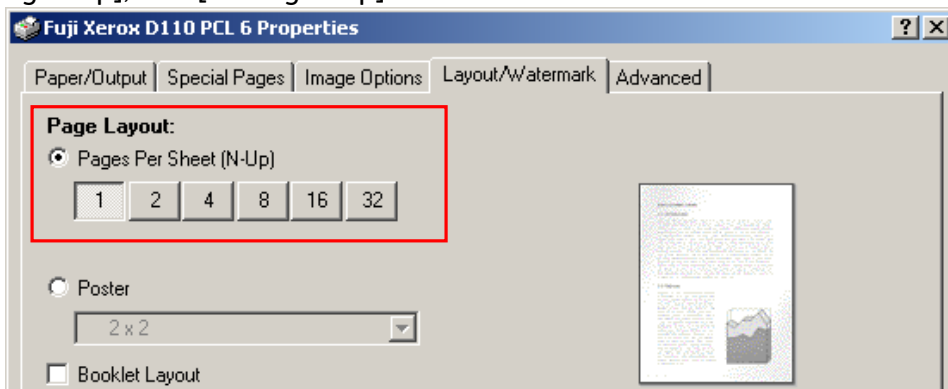 Fuji Xerox D110 PCL 6 Properties
Paper/Output Special Pages Image Options Layout/Watermark Advanced
Page Layout:
Pages Per Sheet (N-Up)
1 2 4 8 16 32
Poster
2 x 2
Booklet Layout